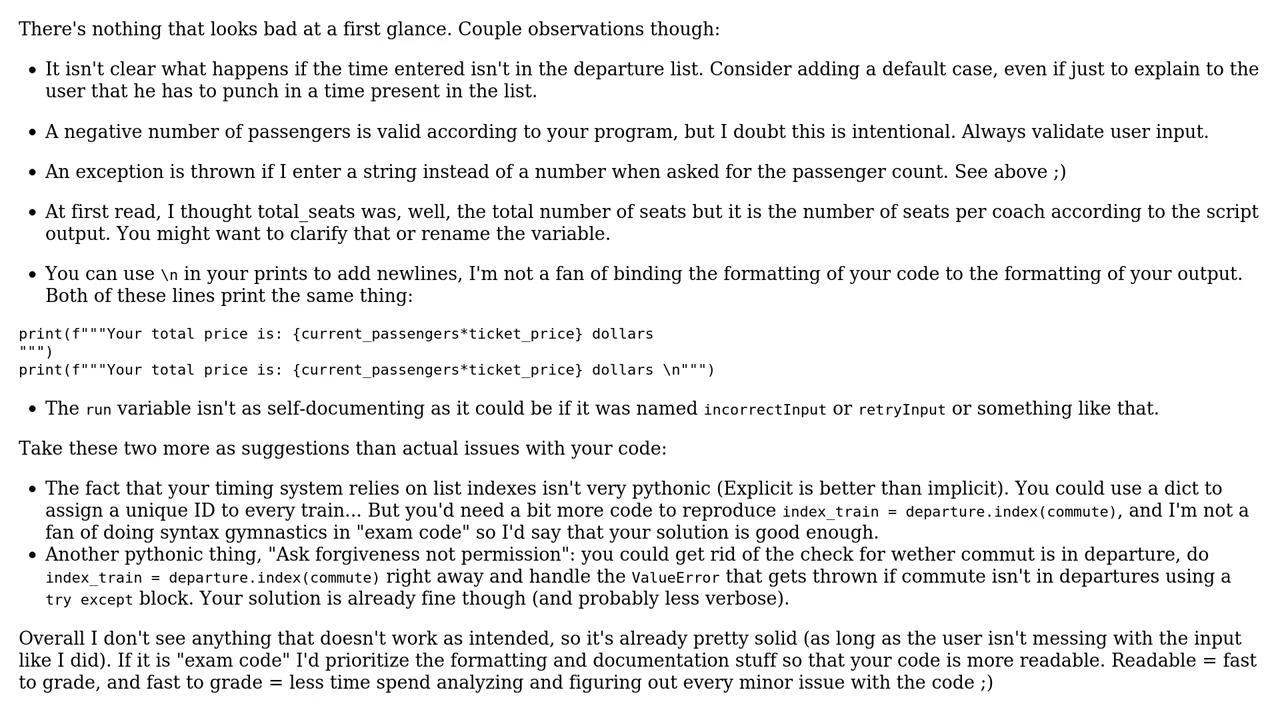 There's nothing that looks bad at a first glance. Couple observations though:
• It isn't clear what happens if the time entered isn't in the departure list. Consider adding a default case, even if just to explain to the
user that he has to punch in a time present in the list.
• A negative number of passengers is valid according to your program, but I doubt this is intentional. Always validate user input.
• An exception is thrown if I enter a string instead of a number when asked for the passenger count. See above ;)
• At first read, I thought total_seats was, well, the total number of seats but it is the number of seats per coach according to the script
output. You might want to clarify that or rename the variable.
• You can use \n in your prints to add newlines, I'm not a fan of binding the formatting of your code to the formatting of your output.
Both of these lines print the same thing:
print(f"""Your total price is: {current_passengers*ticket_price} dollars
""")
print(f"""Your total price is: {current_passengers*ticket_price} dollars \n""")
• The run variable isn't as self-documenting as it could be if it was named incorrectInput or retryInput or something like that.
Take these two more as suggestions than actual issues with your code:
• The fact that your timing system relies on list indexes isn't very pythonic (Explicit is better than implicit). You could use a dict to
assign a unique ID to every train... But you'd need a bit more code to reproduce index_train = departure.index(commute), and I'm not a
fan of doing syntax gymnastics in "exam code" so I'd say that your solution is good enough.
• Another pythonic thing, "Ask forgiveness not permission": you could get rid of the check for wether commut is in departure, do
index_train = departure.index(commute) right away and handle the ValueError that gets thrown if commute isn't in departures using a
try except block. Your solution is already fine though (and probably less verbose).
Overall I don't see anything that doesn't work as intended, so it's already pretty solid (as long as the user isn't messing with the input
like I did). If it is "exam code" I'd prioritize the formatting and documentation stuff so that your code is more readable. Readable = fast
to grade, and fast to grade = less time spend analyzing and figuring out every minor issue with the code ;)